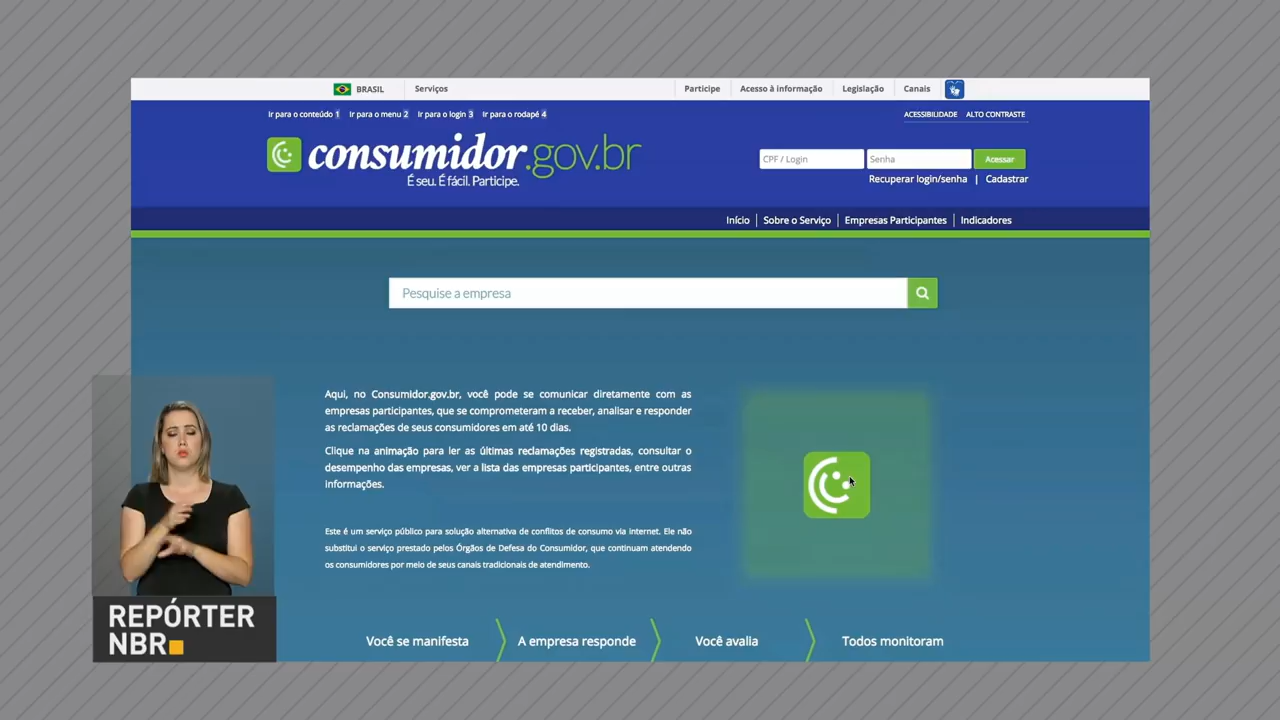 BRASIL Serviços Participe Acesso à informação Legislação Canais
Ir para o conteúdo 1 Ir para o menu 2 Ir para o login 3 Ir para o rodapé 4 ACESSIBILIDADE ALTO CONTRASTE
consumidor.gov.br
É seu. É fácil. Participe.
CPF / Login Senha Acessar
Recuperar login/senha | Cadastrar
Início Sobre o Serviço Empresas Participantes Indicadores
Pesquise a empresa
Aqui, no Consumidor.gov.br, você pode se comunicar diretamente com as
empresas participantes, que se comprometeram a receber, analisar e responder
as reclamações de seus consumidores em até 10 dias.
Clique na animação para ler as últimas reclamações registradas, consultar o
desempenho das empresas, ver a lista das empresas participantes, entre outras
informações.
Este é um serviço público para solução alternativa de conflitos de consumo via internet. Ele não
substitui o serviço prestado pelos Órgãos de Defesa do Consumidor, que continuam atendendo
os consumidores por meio de seus canais tradicionais de atendimento.
Você se manifesta A empresa responde Você avalia Todos monitoram
REPÓRTER
NBR